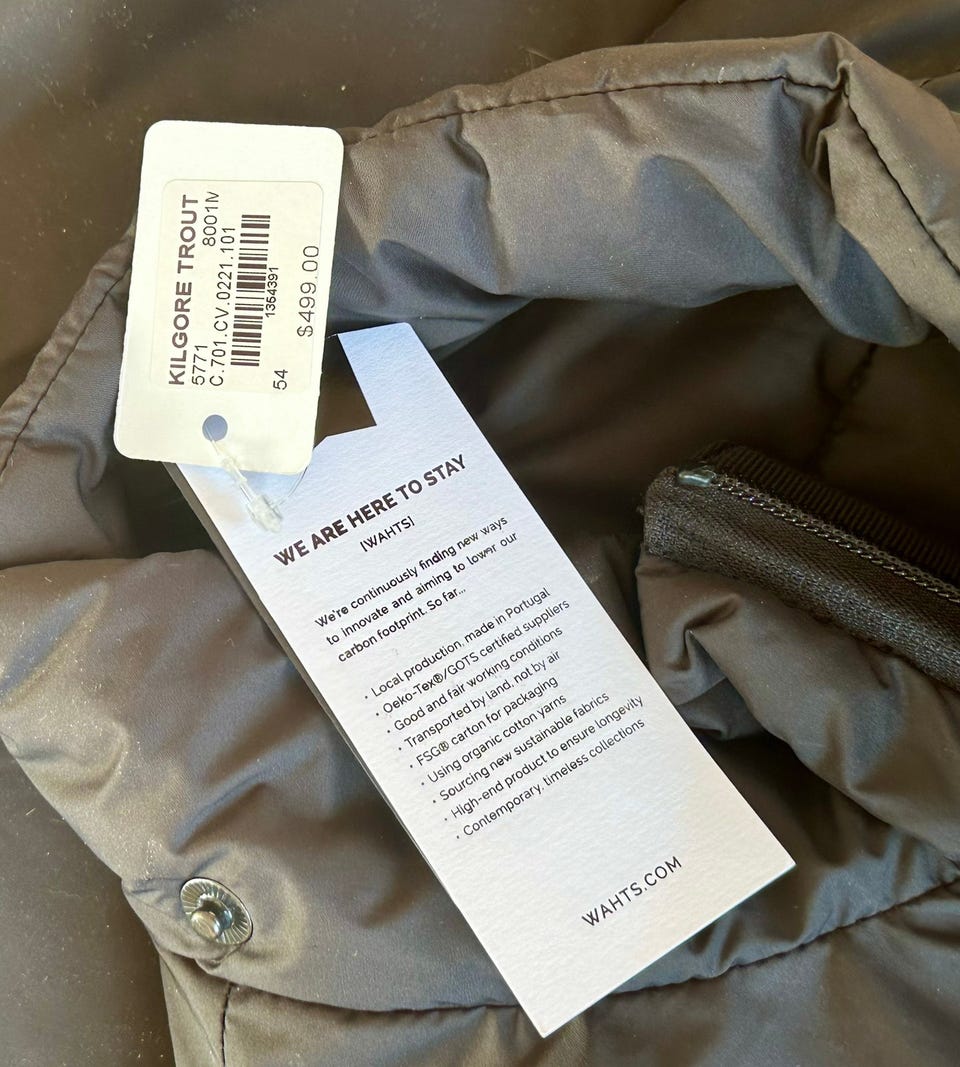 KILGORE TROUT
5771 8001N
C.701.CV.0221.101
1354391
54 $499.00
WE ARE HERE TO STAY
|WAHTS|
We're continuously finding new ways
to innovate and aiming to lower our
carbon footprint. So far...
• Local production, made in Portugal
• Oeko-Tex®/GOTS certified suppliers
• Good and fair working conditions
• Transported by land, not by air
• FSG® carton for packaging
• Using organic cotton yarns
• Sourcing new sustainable fabrics
• High-end product to ensure longevity
• Contemporary, timeless collections
WAHTS.COM